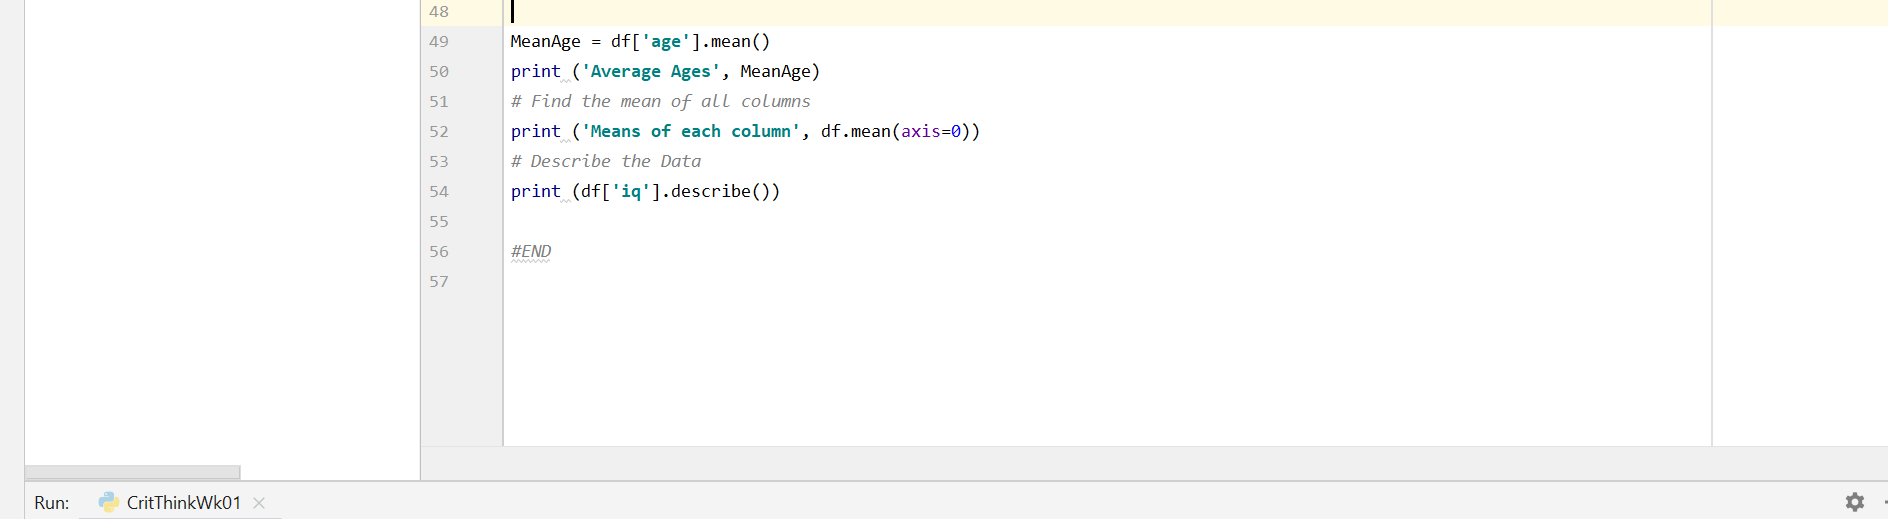 48
49 MeanAge = df['age'].mean()
50 print ('Average Ages', MeanAge)
51 # Find the mean of all columns
52 print ('Means of each column', df.mean(axis=0))
53 # Describe the Data
54 print (df['iq'].describe())
55
56 #END
57
Run: CritThinkWk01